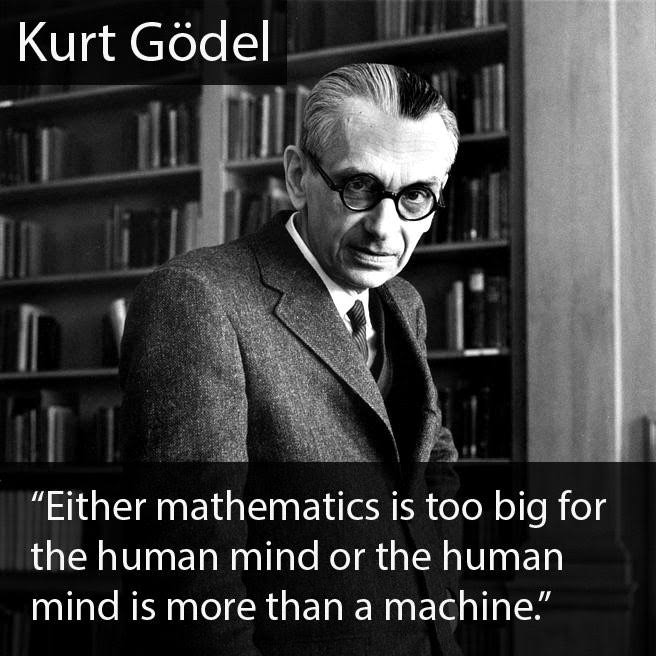 Kurt Gödel
“Either mathematics is too big for
the human mind or the human
mind is more than a machine.”